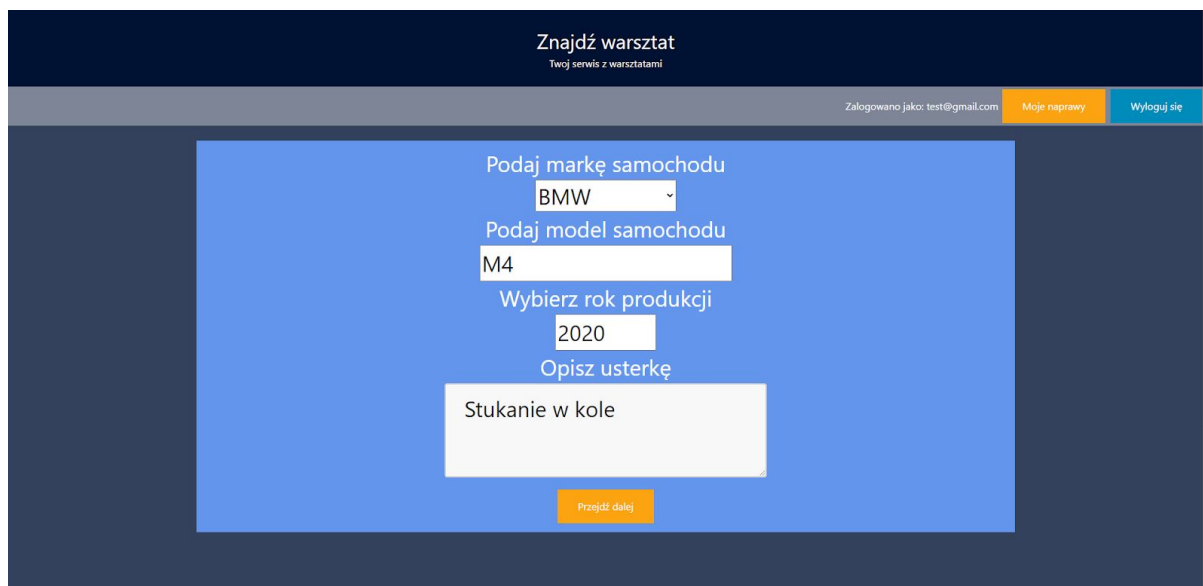 Znajdź warsztat
Twoj serwis z warsztatami
Zalogowano jako: test@gmail.com Moje naprawy Wyloguj się
Podaj markę samochodu
BMW
Podaj model samochodu
M4
Wybierz rok produkcji
2020
Opisz usterkę
Stukanie w kole
Przejdź dalej